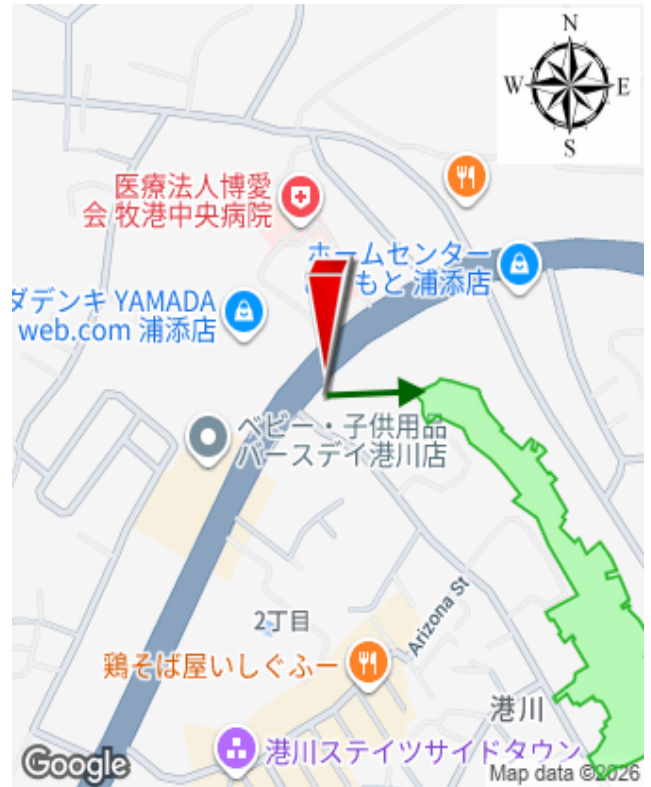 N
W E
S
医療法人博愛
会 牧港中央病院
ホームセンター
もと 浦添店
ダデンキ YAMADA
web.com 浦添店
ベビー・子供用品
バースデイ港川店
2丁目
Arizona St
鶏そば屋いしぐふー
港川
港川ステイツサイドタウン
Google
Map data ©2026